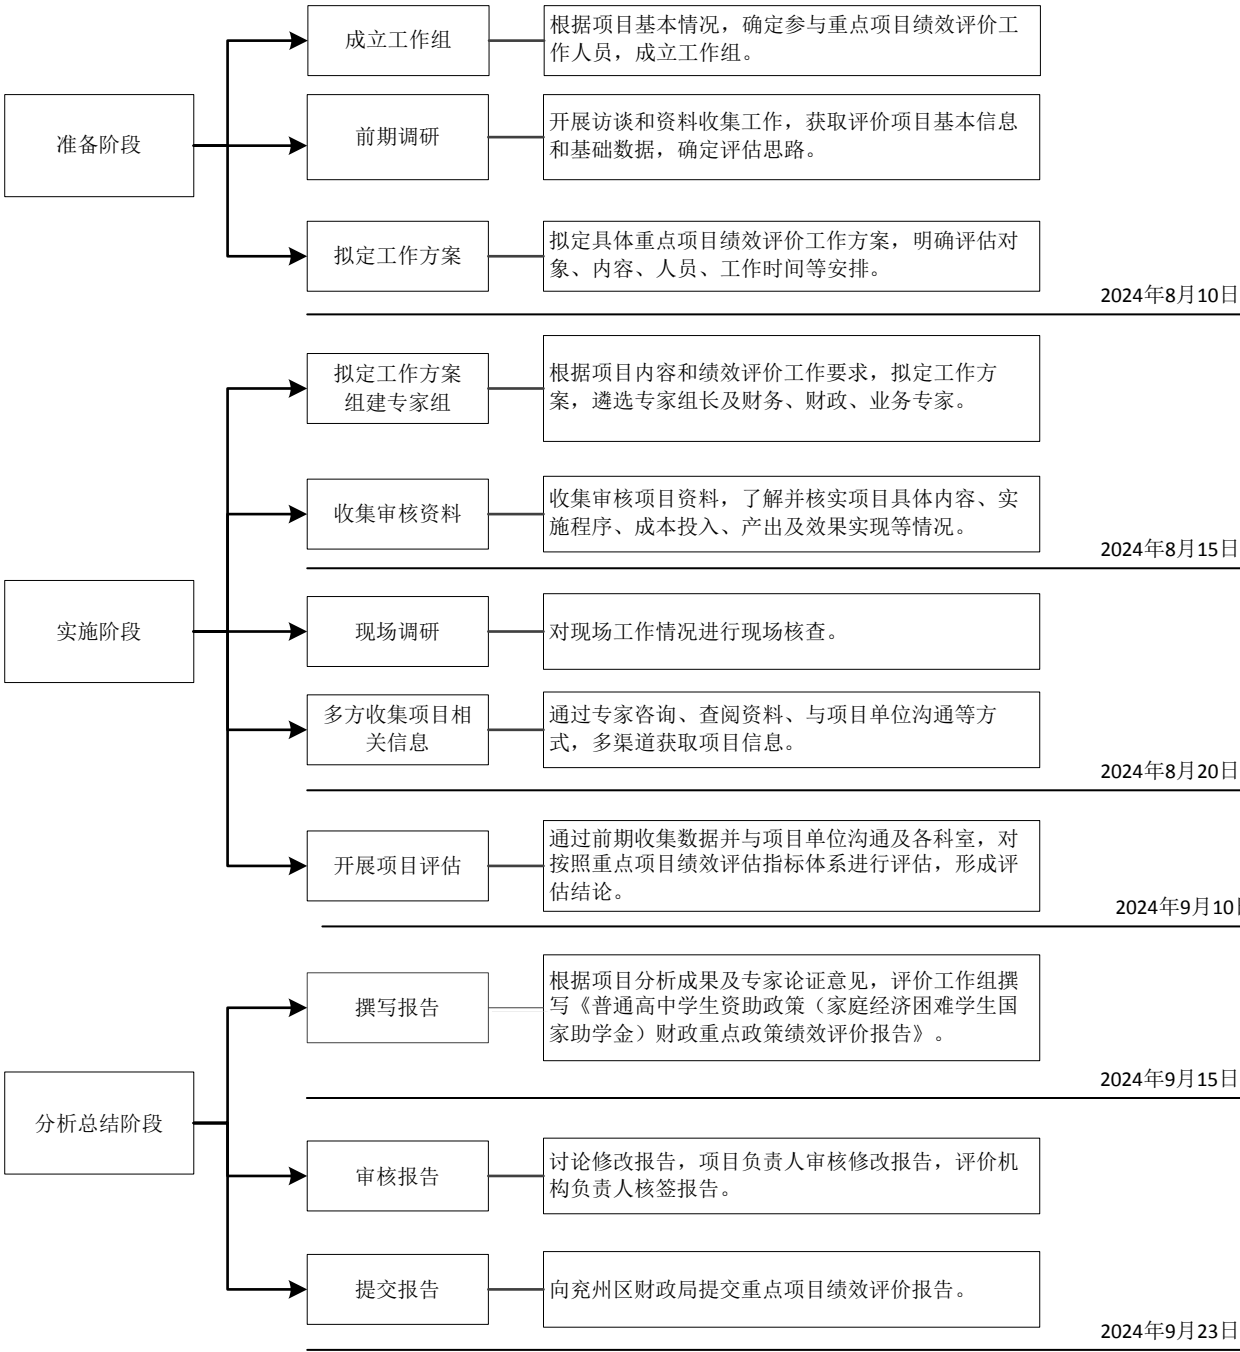 成立工作组
根据项目基本情况，确定参与重点项目绩效评价工
作人员，成立工作组。
准备阶段
前期调研
开展访谈和资料收集工作，获取评价项目基本信息
和基础数据，确定评估思路。
拟定工作方案
拟定具体重点项目绩效评价工作方案，明确评估对
象、内容、人员、工作时间等安排。
2024年8月10日
拟定工作方案
组建专家组
根据项目内容和绩效评价工作要求，拟定工作方
案，遴选专家组长及财务、财政、业务专家。
收集审核资料
收集审核项目资料，了解并核实项目具体内容、实
施程序、成本投入、产出及效果实现等情况。
2024年8月15日
实施阶段
现场调研
对现场工作情况进行现场核查。
多方收集项目相
关信息
通过专家咨询、查阅资料、与项目单位沟通等方
式，多渠道获取项目信息。
2024年8月20日
开展项目评估
通过前期收集数据并与项目单位沟通及各科室，对
按照重点项目绩效评估指标体系进行评估，形成评
估结论。
2024年9月10日
撰写报告
根据项目分析成果及专家论证意见，评价工作组撰
写《普通高中学生资助政策（家庭经济困难学生国
家助学金）财政重点政策绩效评价报告》。
2024年9月15日
分析总结阶段
审核报告
讨论修改报告，项目负责人审核修改报告，评价机
构负责人核签报告。
提交报告
向兖州区财政局提交重点项目绩效评价报告。
2024年9月23日